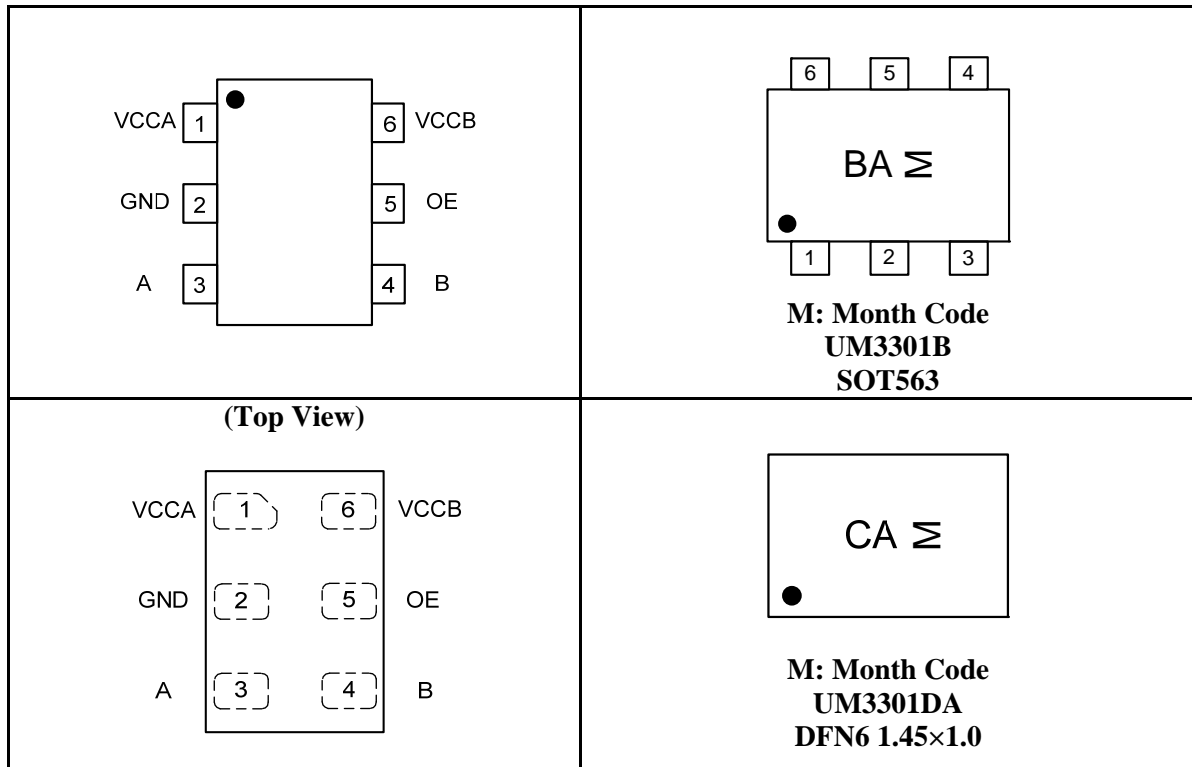 VCCA 1 6 VCCB
GND 2 5 OE
A 3 4 B
6 5 4
BA M
1 2 3
M: Month Code
UM3301B
SOT563
(Top View)
VCCA 1 6 VCCB
GND 2 5 OE
A 3 4 B
CA M
M: Month Code
UM3301DA
DFN6 1.45×1.0